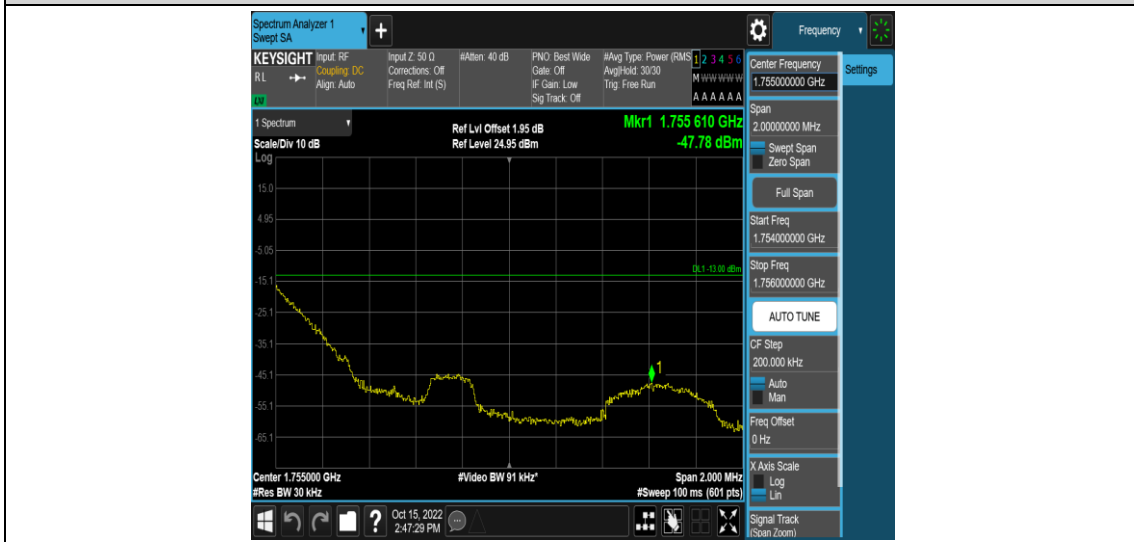 Spectrum Analyzer 1
Swept SA
Frequency
KEYSIGHT
RL
LXI
Input: RF
Coupling: DC
Align: Auto
Input Z: 50 Ω
Corrections: Off
Freq Ref: Int (S)
#Atten: 40 dB
PNO: Best Wide
Gate: Off
IF Gain: Low
Sig Track: Off
#Avg Type: Power (RMS
Avg|Hold: 30/30
Trig: Free Run
1 2 3 4 5 6
M W W W W W
A A A A A A
1 Spectrum
Scale/Div 10 dB
Log
Ref Lvl Offset 1.95 dB
Ref Level 24.95 dBm
Mkr1 1.755 610 GHz
-47.78 dBm
15.0
4.95
-5.05
DL1 -13.00 dBm
-15.1
-25.1
-35.1
-45.1
1
-55.1
-65.1
Center 1.755000 GHz
#Res BW 30 kHz
#Video BW 91 kHz*
Span 2.000 MHz
#Sweep 100 ms (601 pts)
Oct 15, 2022
2:47:29 PM
Center Frequency
1.755000000 GHz
Settings
Span
2.00000000 MHz
Swept Span
Zero Span
Full Span
Start Freq
1.754000000 GHz
Stop Freq
1.756000000 GHz
AUTO TUNE
CF Step
200.000 kHz
Auto
Man
Freq Offset
0 Hz
X Axis Scale
Log
Lin
Signal Track
(Span Zoom)